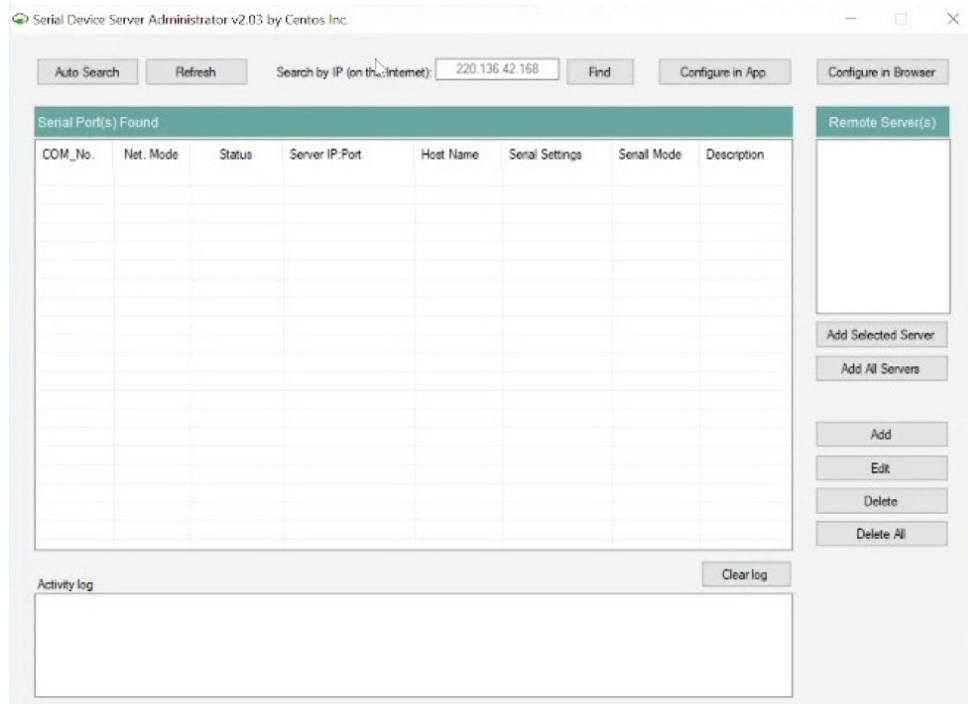 Serial Device Server Administrator v2.03 by Centos Inc.
Auto Search Refresh Search by IP (on the Internet): 220.136.42.168 Find Configure in App Configure in Browser
Serial Port(s) Found Remote Server(s)
COM_No. Net. Mode Status Server IP:Port Host Name Serial Settings Serial Mode Description
Add Selected Server
Add All Servers
Add
Edit
Delete
Delete All
Clear log
Activity log